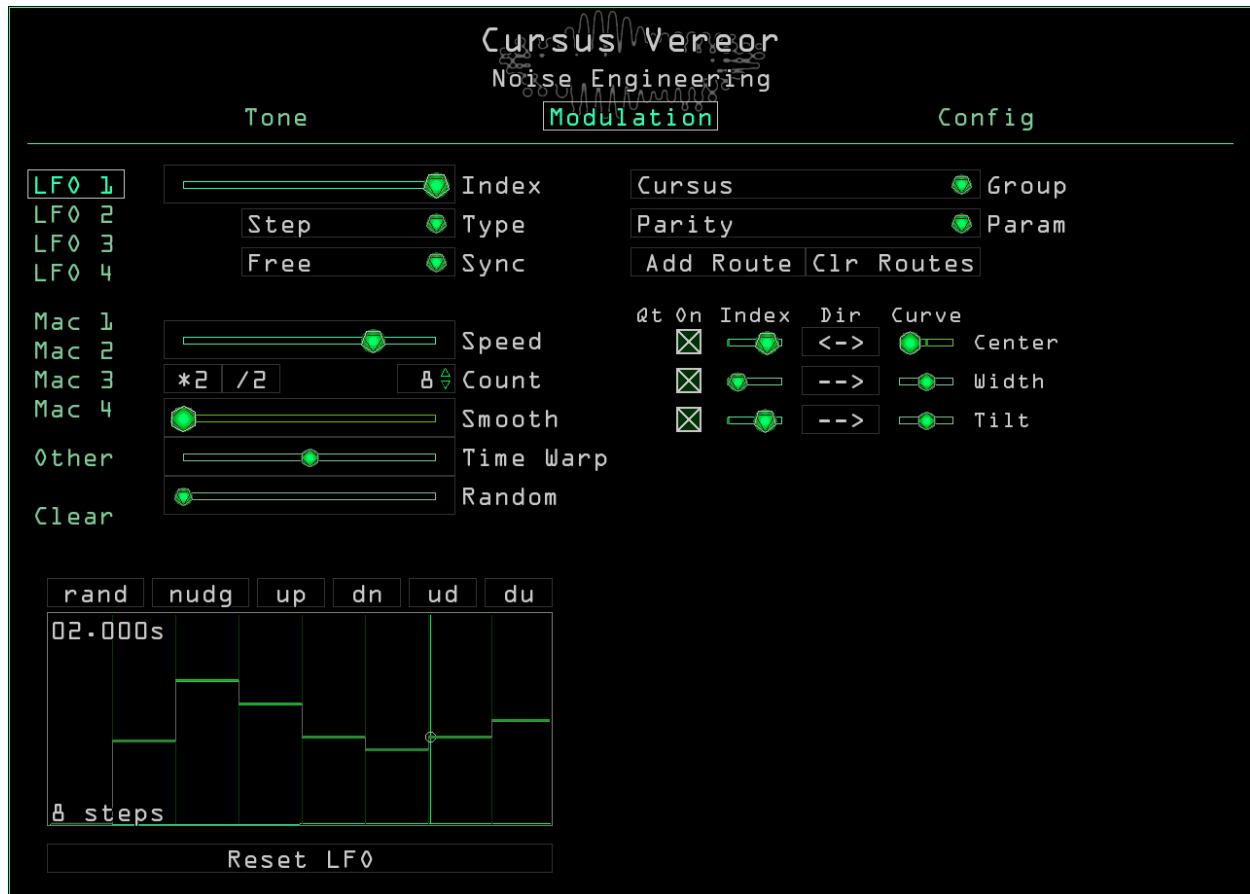 Cursus Vereor
Noise Engineering
Tone Modulation Config
LFO 1 Index Cursus Group
LFO 2 Step Type Parity Param
LFO 3
LFO 4 Free Sync Add Route Clr Routes
Qt On Index Dir Curve
Mac 1
Mac 2 Speed <-> Center
Mac 3 *2 /2 8 Count --> Width
Mac 4 Smooth --> Tilt
Other Time Warp
Random
Clear
rand nudg up dn ud du
02.000s
8 steps
Reset LFO